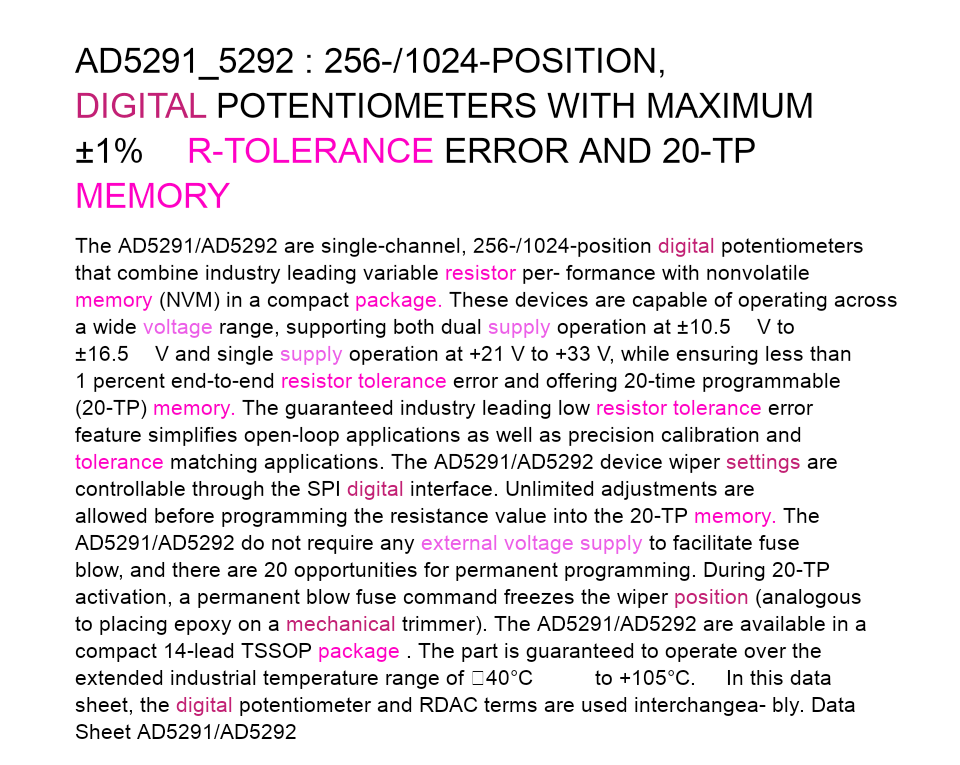 AD5291_5292 : 256-/1024-POSITION,
DIGITAL POTENTIOMETERS WITH MAXIMUM
±1% R-TOLERANCE ERROR AND 20-TP
MEMORY
The AD5291/AD5292 are single-channel, 256-/1024-position digital potentiometers
that combine industry leading variable resistor per- formance with nonvolatile
memory (NVM) in a compact package. These devices are capable of operating across
a wide voltage range, supporting both dual supply operation at ±10.5 V to
±16.5 V and single supply operation at +21 V to +33 V, while ensuring less than
1 percent end-to-end resistor tolerance error and offering 20-time programmable
(20-TP) memory. The guaranteed industry leading low resistor tolerance error
feature simplifies open-loop applications as well as precision calibration and
tolerance matching applications. The AD5291/AD5292 device wiper settings are
controllable through the SPI digital interface. Unlimited adjustments are
allowed before programming the resistance value into the 20-TP memory. The
AD5291/AD5292 do not require any external voltage supply to facilitate fuse
blow, and there are 20 opportunities for permanent programming. During 20-TP
activation, a permanent blow fuse command freezes the wiper position (analogous
to placing epoxy on a mechanical trimmer). The AD5291/AD5292 are available in a
compact 14-lead TSSOP package . The part is guaranteed to operate over the
extended industrial temperature range of □40°C to +105°C. In this data
sheet, the digital potentiometer and RDAC terms are used interchangea- bly. Data
Sheet AD5291/AD5292